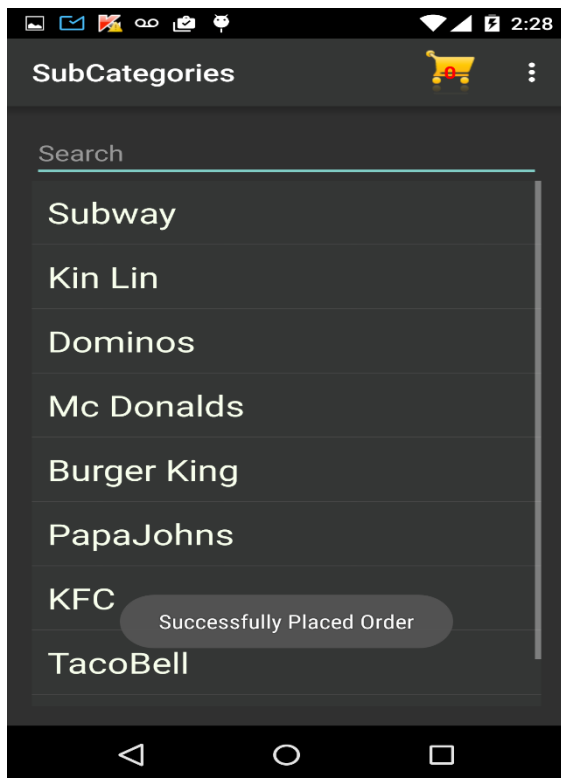 2:28
SubCategories
0
Search
Subway
Kin Lin
Dominos
Mc Donalds
Burger King
PapaJohns
KFC
Successfully Placed Order
TacoBell